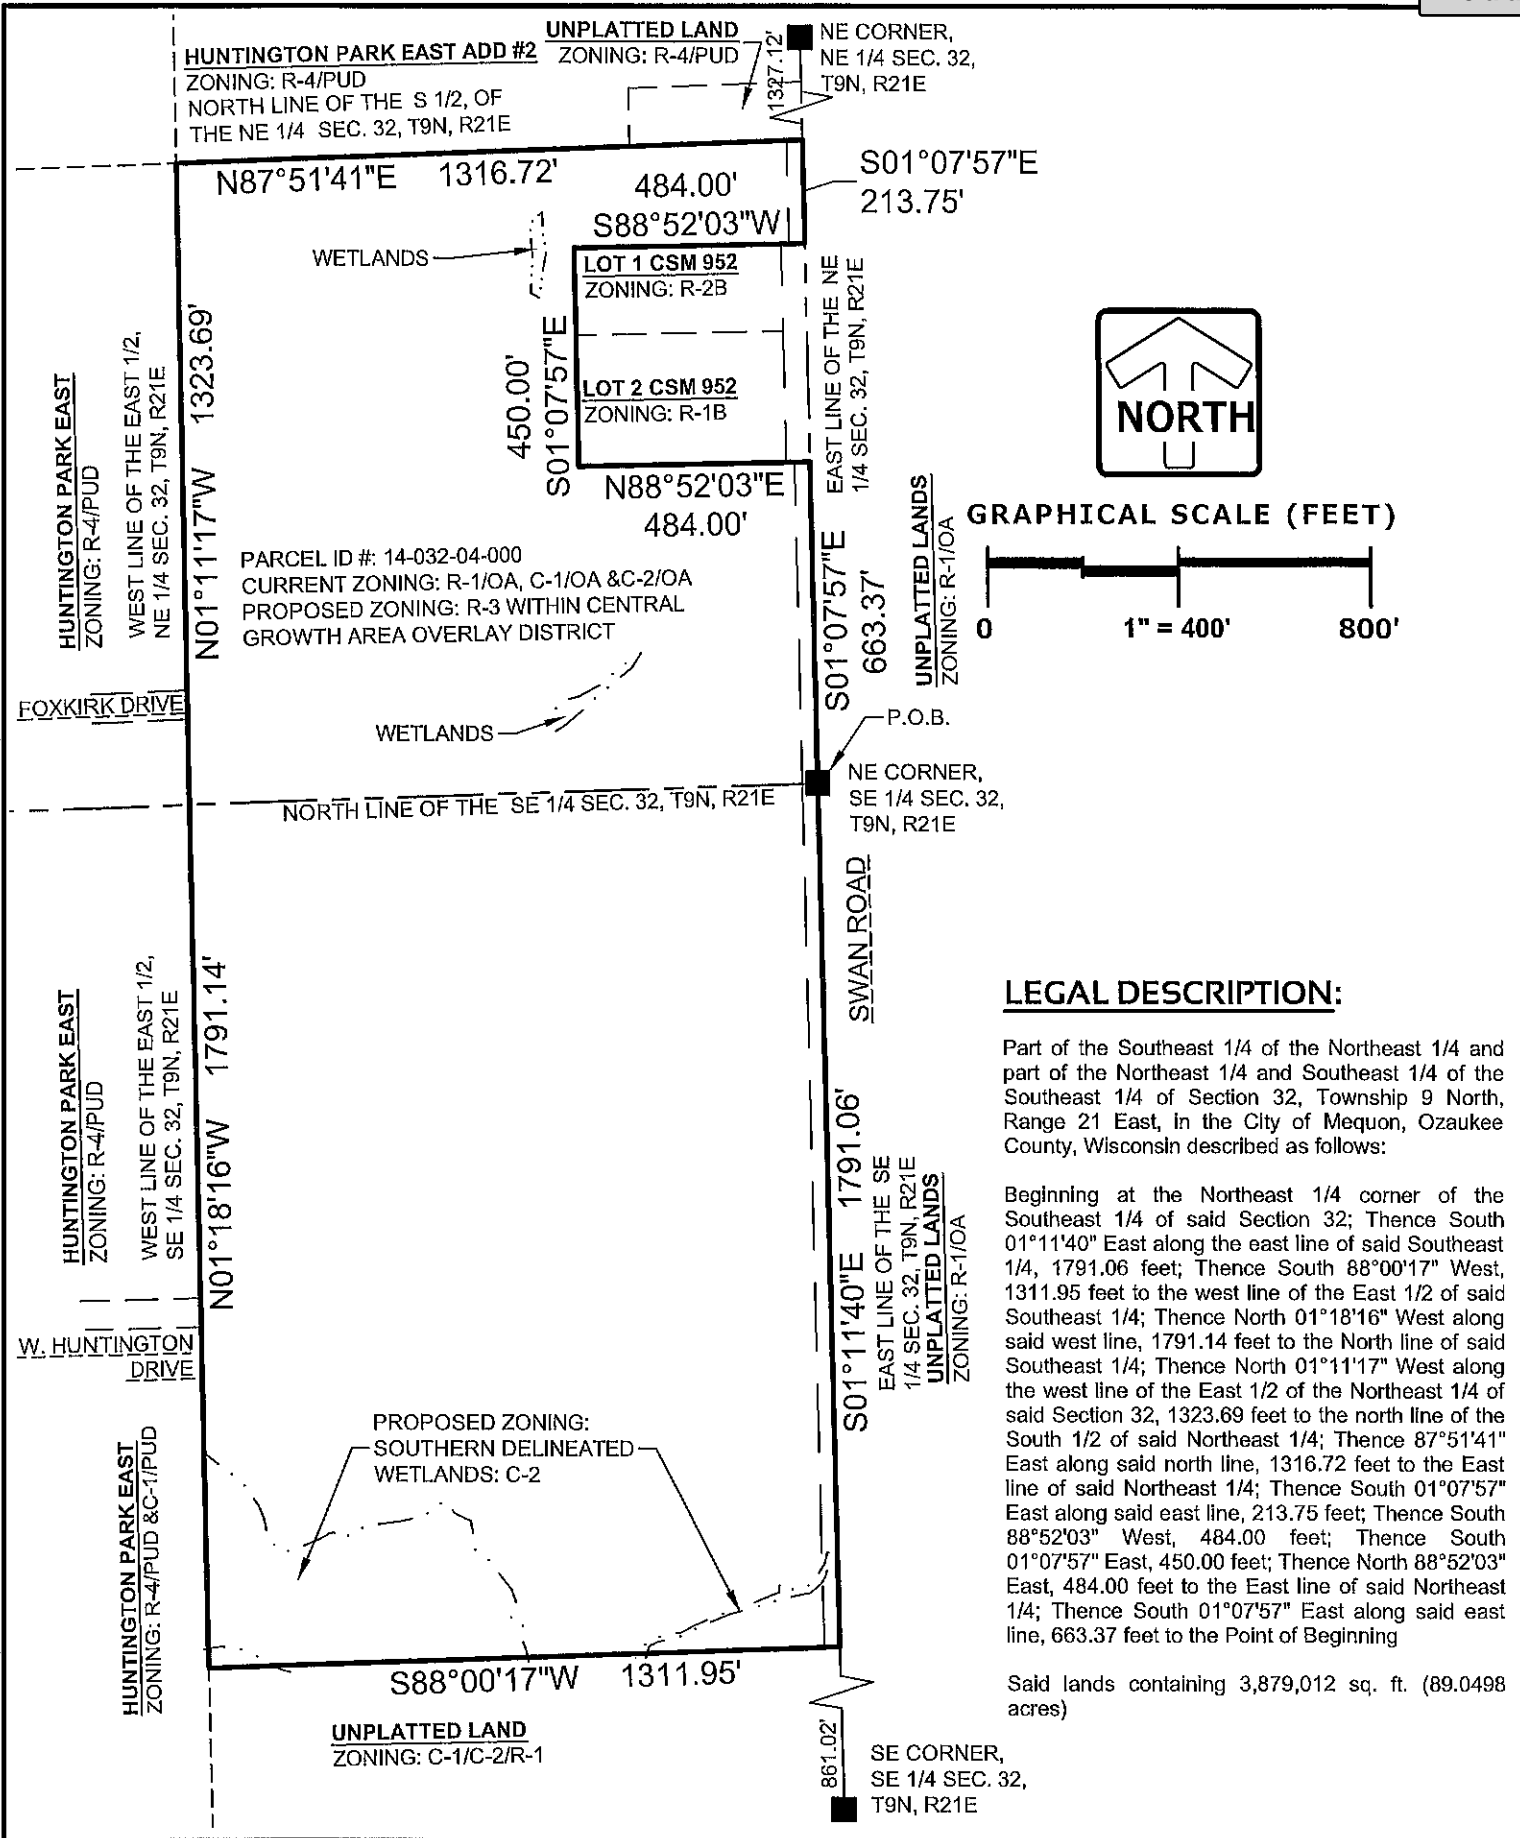 HUNTINGTON PARK EAST ADD #2
ZONING: R-4/PUD
NORTH LINE OF THE S 1/2, OF
THE NE 1/4 SEC. 32, T9N, R21E
UNPLATTED LAND
ZONING: R-4/PUD
1327.12'
NE CORNER,
NE 1/4 SEC. 32,
T9N, R21E
N87°51'41"E 1316.72'
484.00'
S88°52'03"W
S01°07'57"E
213.75'
WETLANDS
LOT 1 CSM 952
ZONING: R-2B
LOT 2 CSM 952
ZONING: R-1B
450.00'
S01°07'57"E
N88°52'03"E
484.00'
EAST LINE OF THE NE
1/4 SEC. 32, T9N, R21E
HUNTINGTON PARK EAST
ZONING: R-4/PUD
WEST LINE OF THE EAST 1/2,
NE 1/4 SEC. 32, T9N, R21E
N01°11'17"W 1323.69'
PARCEL ID #: 14-032-04-000
CURRENT ZONING: R-1/OA, C-1/OA &C-2/OA
PROPOSED ZONING: R-3 WITHIN CENTRAL
GROWTH AREA OVERLAY DISTRICT
S01°07'57"E
663.37'
UNPLATTED LANDS
ZONING: R-1/OA
NORTH
GRAPHICAL SCALE (FEET)
0 1" = 400' 800'
FOXKIRK DRIVE
WETLANDS
P.O.B.
NE CORNER,
SE 1/4 SEC. 32,
T9N, R21E
NORTH LINE OF THE SE 1/4 SEC. 32, T9N, R21E
SWAN ROAD
HUNTINGTON PARK EAST
ZONING: R-4/PUD
WEST LINE OF THE EAST 1/2,
SE 1/4 SEC. 32, T9N, R21E
N01°18'16"W 1791.14'
S01°11'40"E 1791.06'
EAST LINE OF THE SE
1/4 SEC. 32, T9N, R21E
UNPLATTED LANDS
ZONING: R-1/OA
W. HUNTINGTON
DRIVE
PROPOSED ZONING:
SOUTHERN DELINEATED
WETLANDS: C-2
HUNTINGTON PARK EAST
ZONING: R-4/PUD &C-1/PUD
S88°00'17"W 1311.95'
UNPLATTED LAND
ZONING: C-1/C-2/R-1
861.02'
SE CORNER,
SE 1/4 SEC. 32,
T9N, R21E
LEGAL DESCRIPTION:
Part of the Southeast 1/4 of the Northeast 1/4 and
part of the Northeast 1/4 and Southeast 1/4 of the
Southeast 1/4 of Section 32, Township 9 North,
Range 21 East, in the City of Mequon, Ozaukee
County, Wisconsin described as follows:
Beginning at the Northeast 1/4 corner of the
Southeast 1/4 of said Section 32; Thence South
01°11'40" East along the east line of said Southeast
1/4, 1791.06 feet; Thence South 88°00'17" West,
1311.95 feet to the west line of the East 1/2 of said
Southeast 1/4; Thence North 01°18'16" West along
said west line, 1791.14 feet to the North line of said
Southeast 1/4; Thence North 01°11'17" West along
the west line of the East 1/2 of the Northeast 1/4 of
said Section 32, 1323.69 feet to the north line of the
South 1/2 of said Northeast 1/4; Thence 87°51'41"
East along said north line, 1316.72 feet to the East
line of said Northeast 1/4; Thence South 01°07'57"
East along said east line, 213.75 feet; Thence South
88°52'03" West, 484.00 feet; Thence South
01°07'57" East, 450.00 feet; Thence North 88°52'03"
East, 484.00 feet to the East line of said Northeast
1/4; Thence South 01°07'57" East along said east
line, 663.37 feet to the Point of Beginning
Said lands containing 3,879,012 sq. ft. (89.0498
acres)